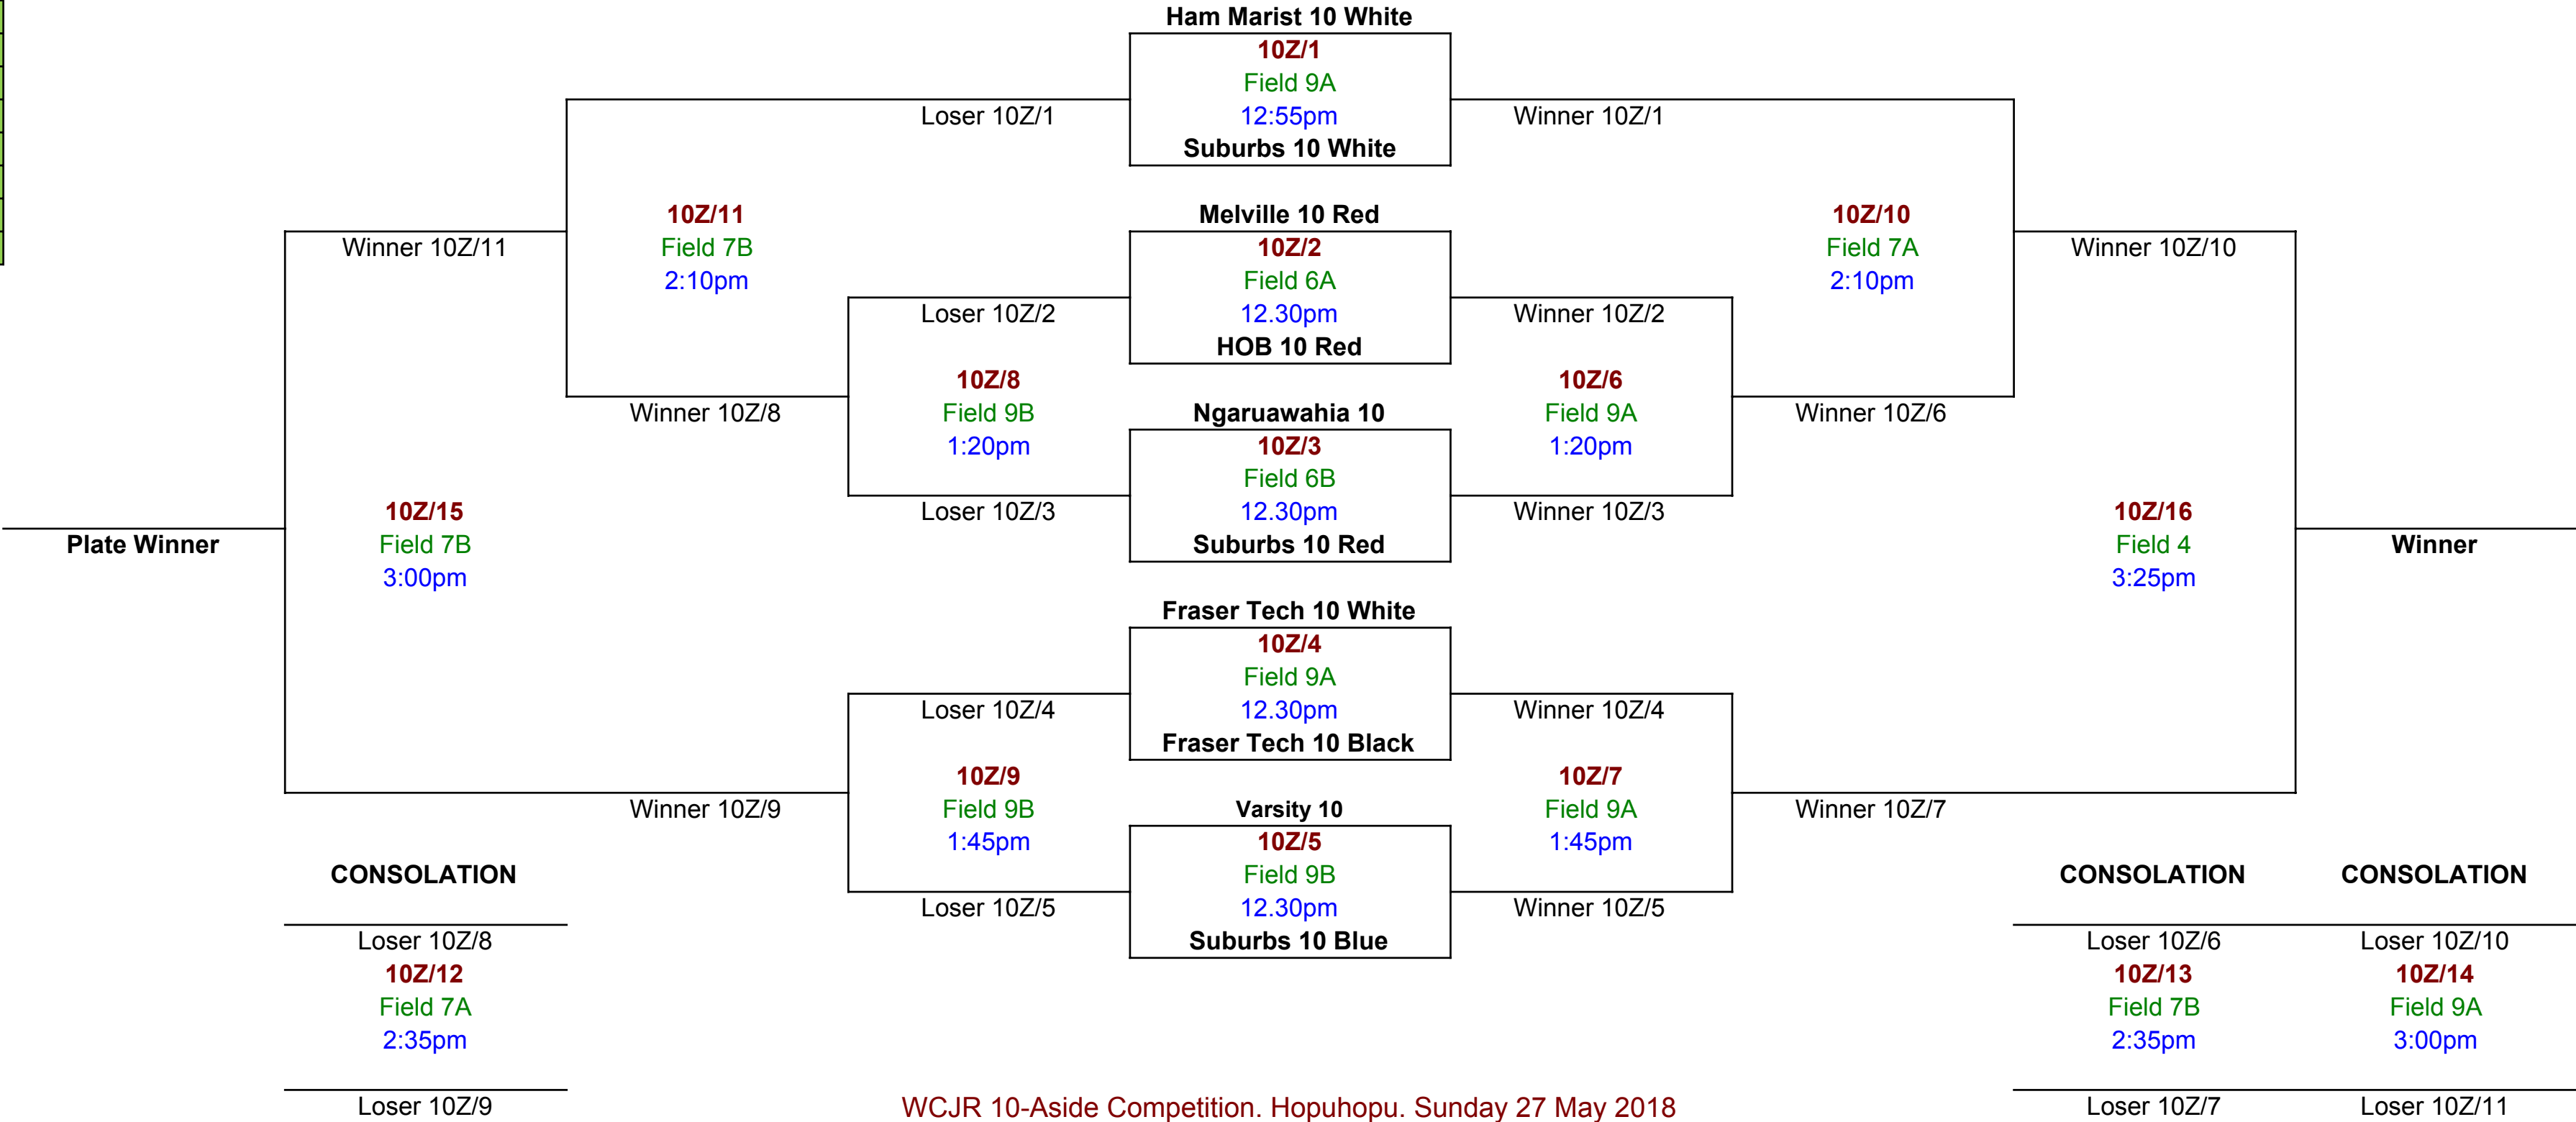 Ham Marist 10 White
10Z/1
Field 9A
12:55pm
Suburbs 10 White
Loser 10Z/1
Winner 10Z/1
Melville 10 Red
10Z/2
Field 6A
12.30pm
HOB 10 Red
10Z/11
Field 7B
2:10pm
10Z/10
Field 7A
2:10pm
Winner 10Z/11
Winner 10Z/10
Loser 10Z/2
Winner 10Z/2
10Z/8
Field 9B
1:20pm
10Z/6
Field 9A
1:20pm
Winner 10Z/8
Winner 10Z/6
Ngaruawahia 10
10Z/3
Field 6B
12.30pm
Suburbs 10 Red
Loser 10Z/3
Winner 10Z/3
10Z/15
Field 7B
3:00pm
Plate Winner
10Z/16
Field 4
3:25pm
Winner
Fraser Tech 10 White
10Z/4
Field 9A
12.30pm
Fraser Tech 10 Black
Loser 10Z/4
Winner 10Z/4
10Z/9
Field 9B
1:45pm
10Z/7
Field 9A
1:45pm
Winner 10Z/9
Winner 10Z/7
Varsity 10
10Z/5
Field 9B
12.30pm
Suburbs 10 Blue
Loser 10Z/5
Winner 10Z/5
CONSOLATION
Loser 10Z/8
10Z/12
Field 7A
2:35pm
Loser 10Z/9
CONSOLATION
Loser 10Z/6
10Z/13
Field 7B
2:35pm
Loser 10Z/7
CONSOLATION
Loser 10Z/10
10Z/14
Field 9A
3:00pm
Loser 10Z/11
WCJR 10-Aside Competition. Hopuhopu. Sunday 27 May 2018